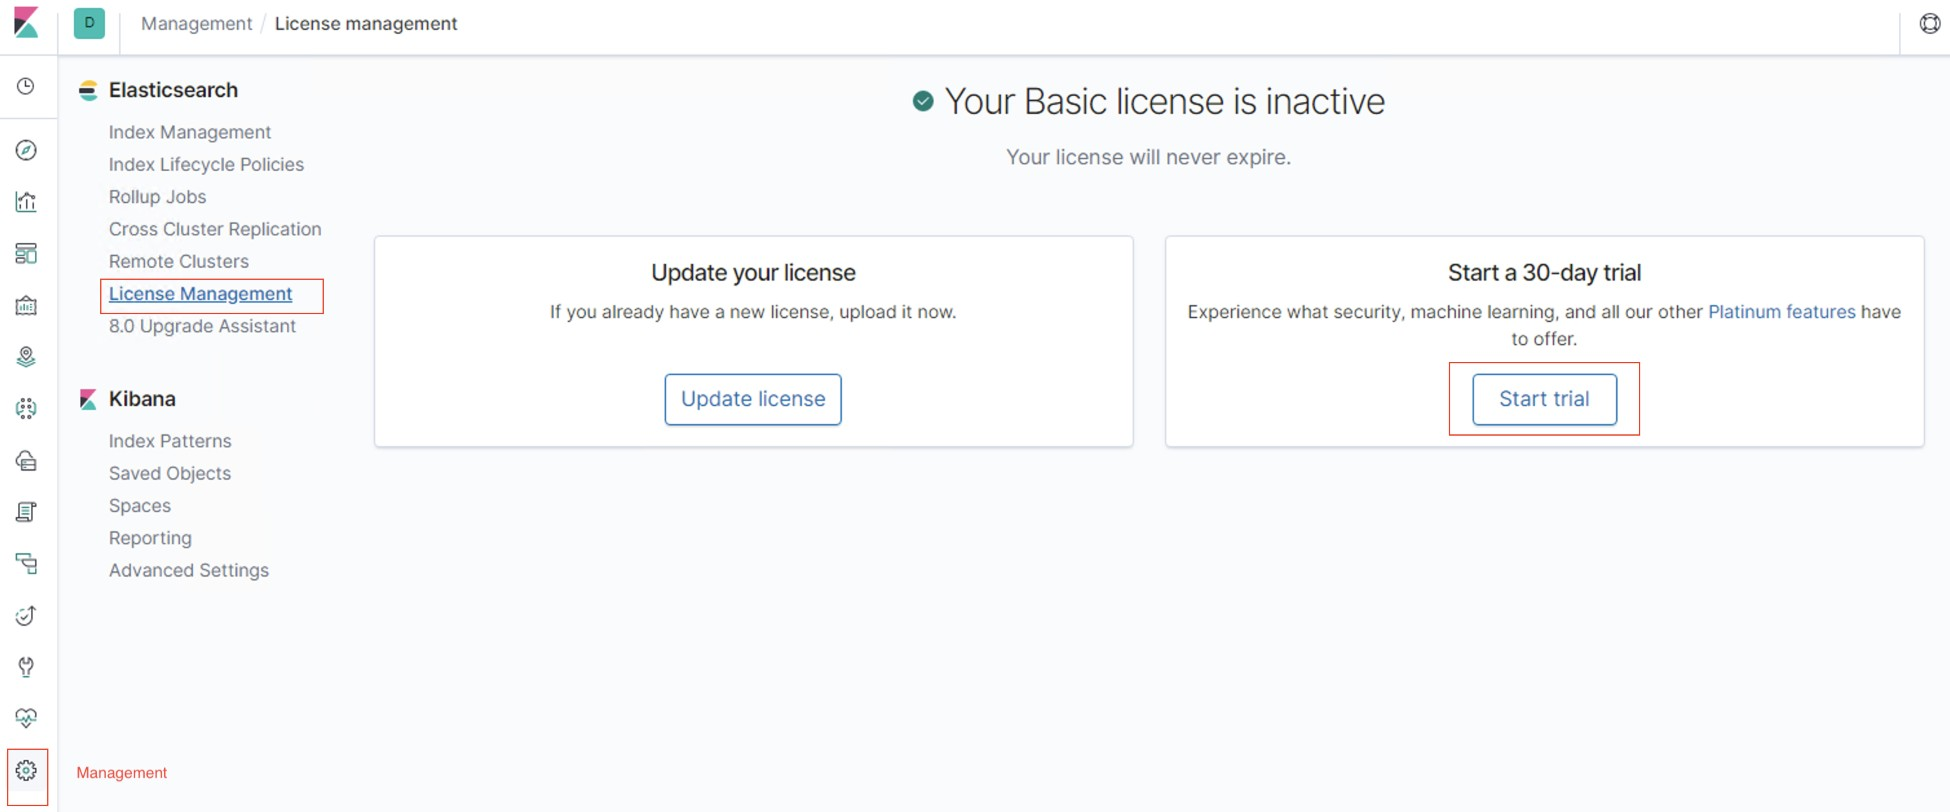 D
Management / License management
Elasticsearch
Index Management
Index Lifecycle Policies
Rollup Jobs
Cross Cluster Replication
Remote Clusters
License Management
8.0 Upgrade Assistant
Kibana
Index Patterns
Saved Objects
Spaces
Reporting
Advanced Settings
Management
Your Basic license is inactive
Your license will never expire.
Update your license
If you already have a new license, upload it now.
Update license
Start a 30-day trial
Experience what security, machine learning, and all our other Platinum features have
to offer.
Start trial